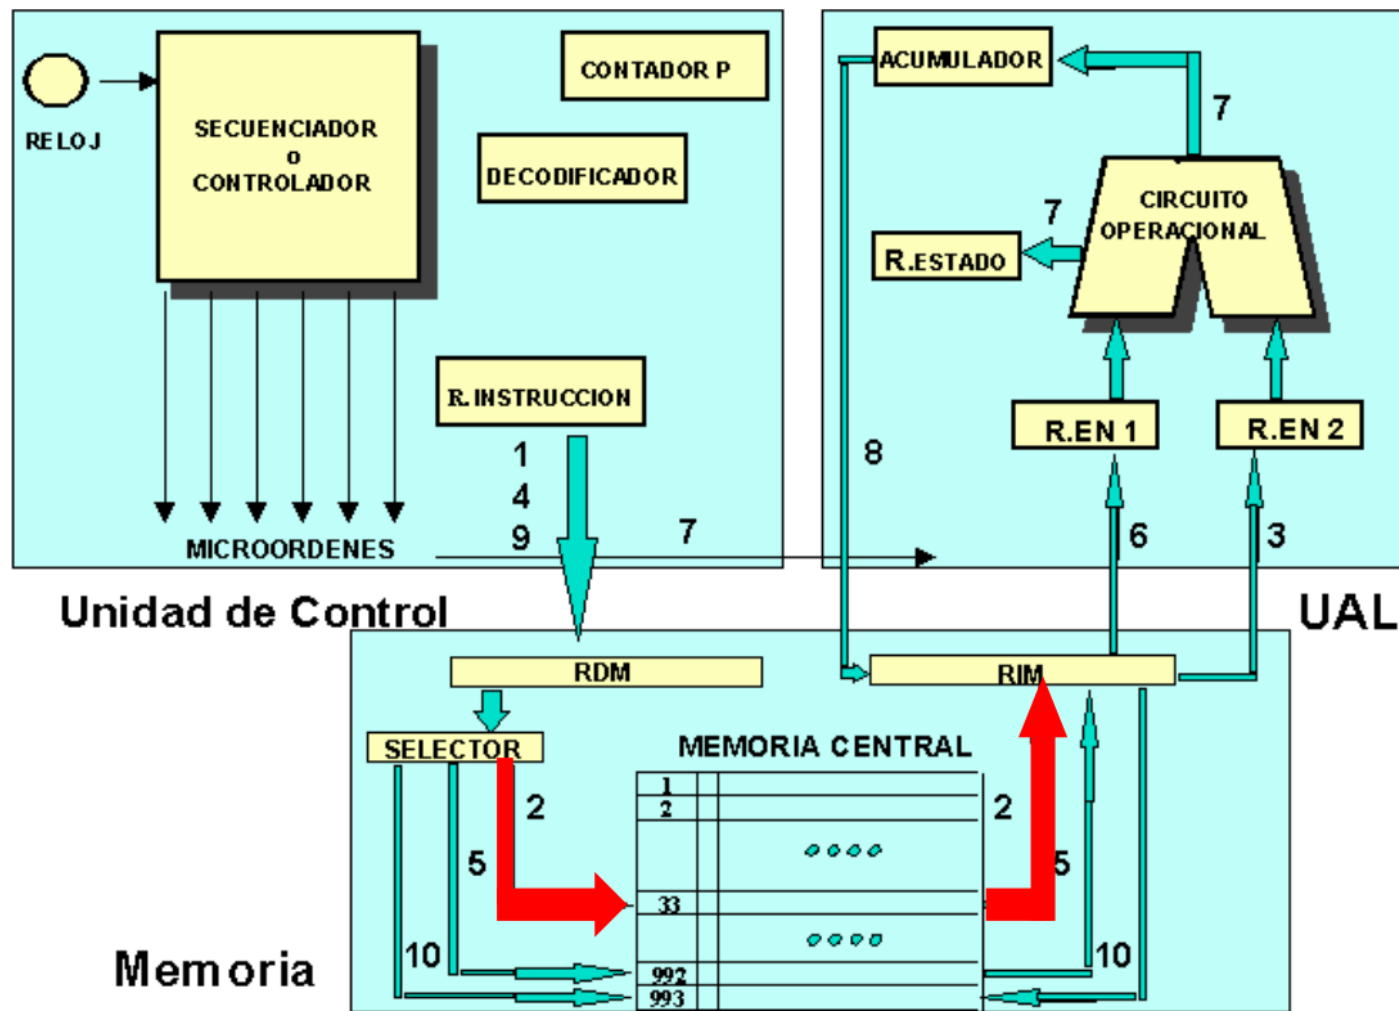 RELOJ
SECUENCIADOR
o
CONTROLADOR
CONTADOR P
DECODIFICADOR
R.INSTRUCCION
1
4
9
7
MICROORDENES
Unidad de Control
ACUMULADOR
7
CIRCUITO
OPERACIONAL
7
R.ESTADO
R.EN 1
R.EN 2
8
6
3
UAL
RDM
RIM
SELECTOR
MEMORIA CENTRAL
1
2
33
992
993
2
5
10
2
5
10
Memoria